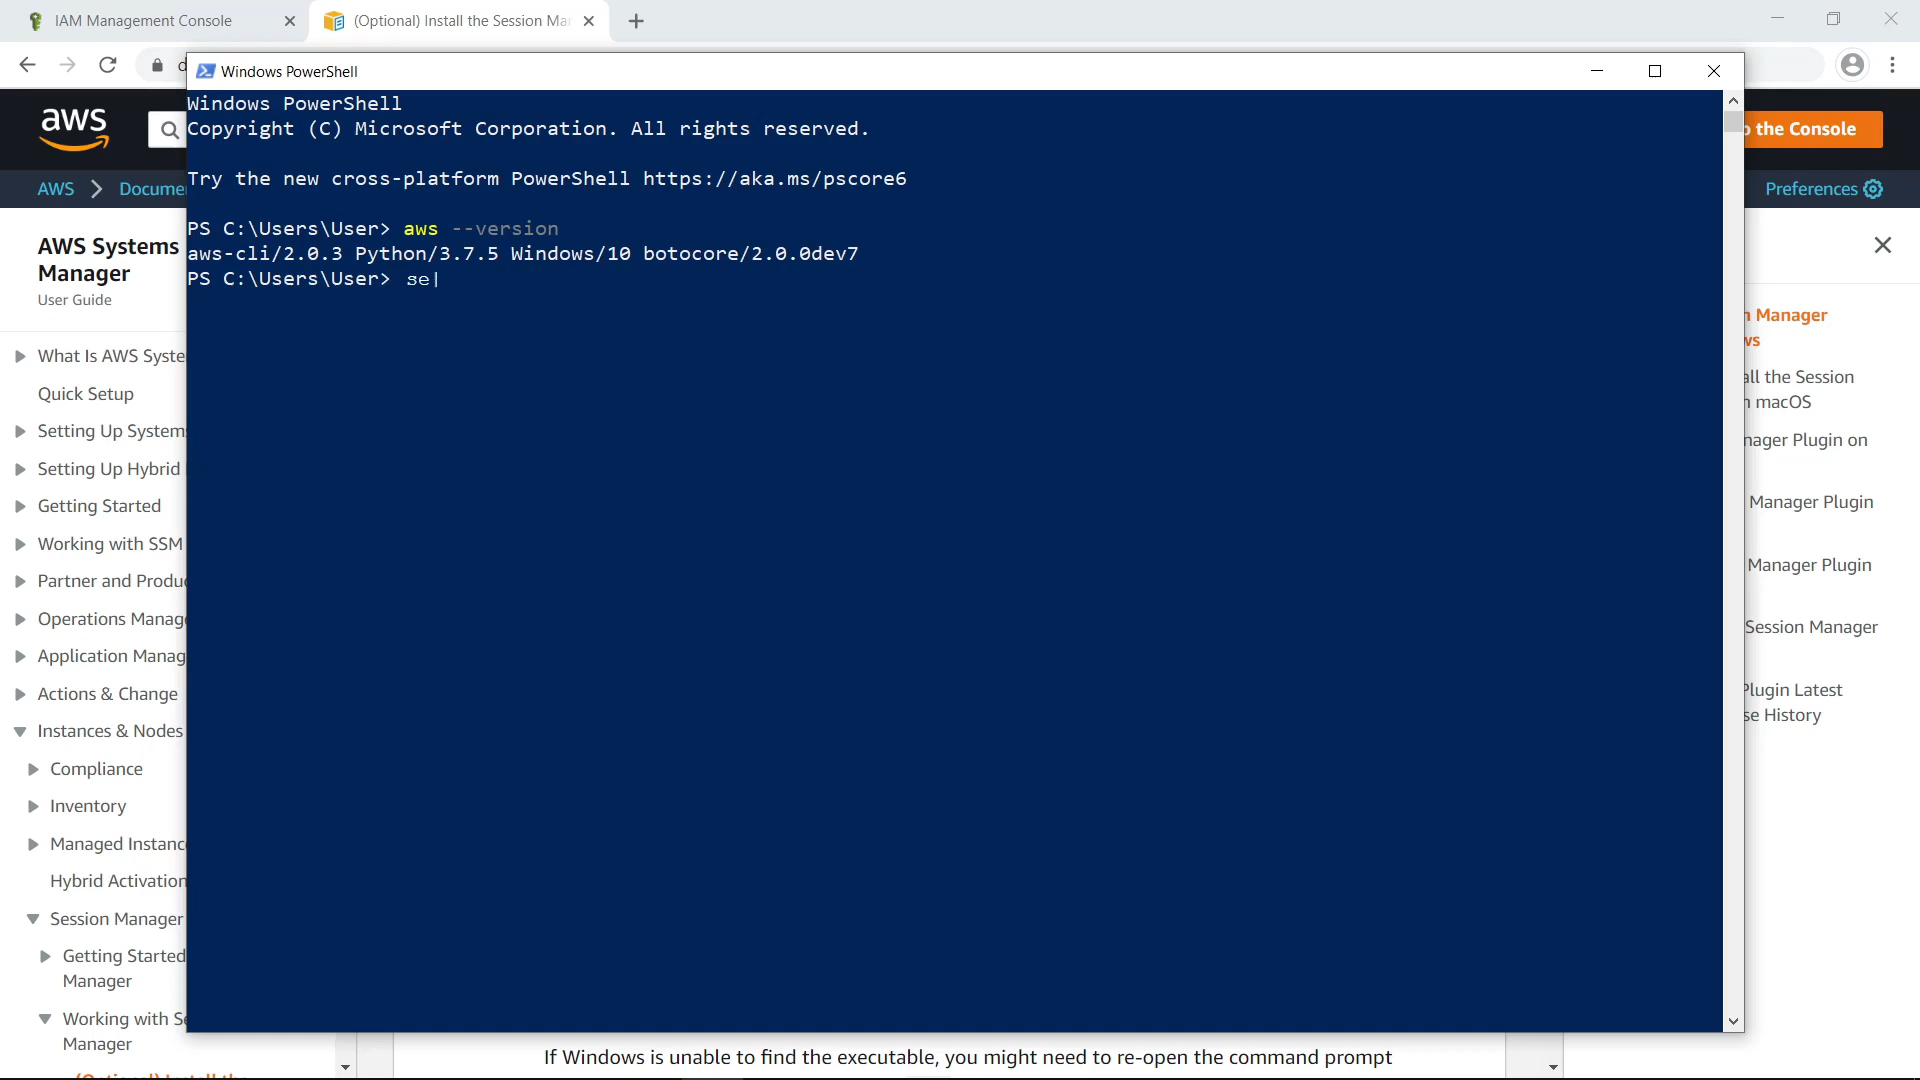 IAM Management Console
(Optional) Install the Session Ma
Windows PowerShell
aws
the Console
AWS
Preferences
Windows PowerShell
Copyright (C) Microsoft Corporation. All rights reserved.
Try the new cross-platform PowerShell https://aka.ms/pscore6
PS C:\Users\User> aws --version
aws-cli/2.0.3 Python/3.7.5 Windows/10 botocore/2.0.0dev7
PS C:\Users\User> se
AWS Systems
Manager
User Guide
What Is AWS Syste
Quick Setup
Setting Up Systems
Setting Up Hybrid
Getting Started
Working with SSM
Partner and Produc
Operations Manage
Application Manag
Actions & Change
Instances & Nodes
Compliance
Inventory
Managed Instance
Hybrid Activation
Session Manager
Getting Started
Manager
Working with Se
Manager
Manager
all the Session
macOS
nager Plugin on
Manager Plugin
Manager Plugin
Session Manager
Plugin Latest
se History
If Windows is unable to find the executable, you might need to re-open the command prompt